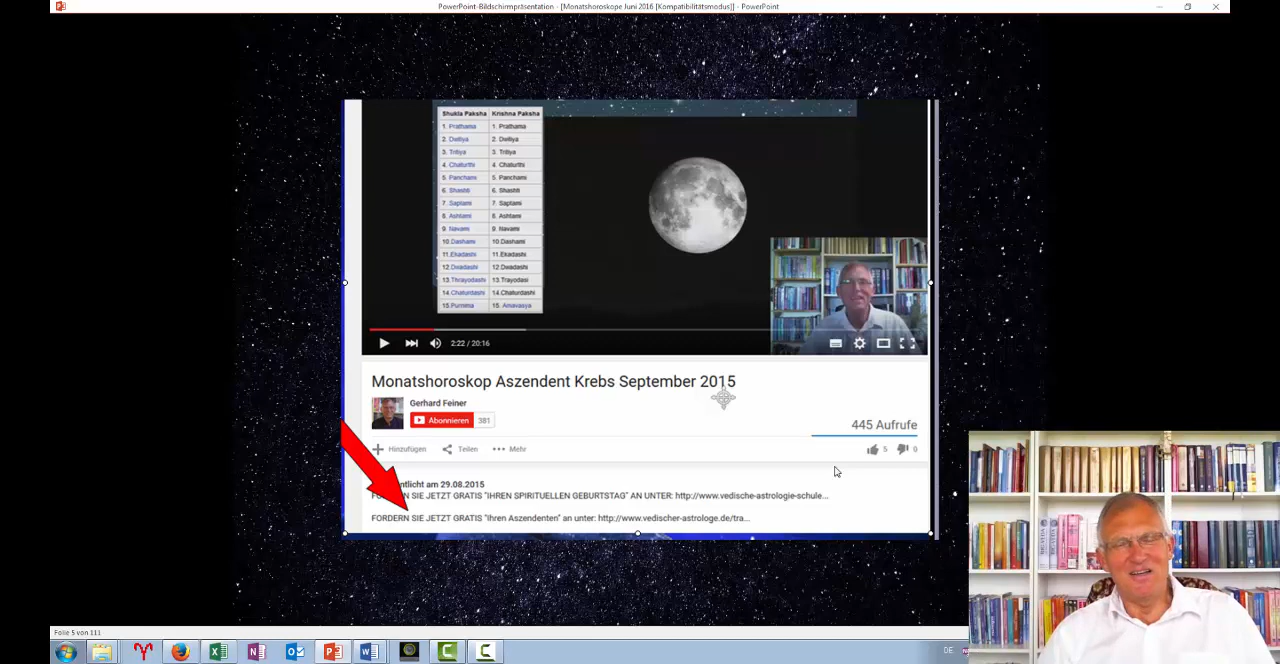 PowerPoint-Bildschirmpräsentation - [Monatshoroskope Juni 2016 [Kompatibilitätsmodus]] - PowerPoint
Shukla Paksha Krishna Paksha
1. Prathama 1. Prathama
2. Dwitiya 2. Dwitiya
3. Tritiya 3. Tritiya
4. Chaturthi 4. Chaturthi
5. Panchami 5. Panchami
6. Shashti 6. Shashti
7. Saptami 7. Saptami
8. Ashtami 8. Ashtami
9. Navami 9. Navami
10. Dashami 10. Dashami
11. Ekadashi 11. Ekadashi
12. Dwadashi 12. Dwadashi
13. Thrayodashi 13. Trayodasi
14. Chaturdashi 14. Chaturdashi
15. Purnima 15. Amavasya
2:22 / 20:16
Monatshoroskop Aszendent Krebs September 2015
Gerhard Feiner
Abonnieren 381
445 Aufrufe
Hinzufügen Teilen ••• Mehr 5 0
entlicht am 29.08.2015
SIE JETZT GRATIS "IHREN SPIRITUELLEN GEBURTSTAG" AN UNTER: http://www.vedische-astrologie-schule...
FORDERN SIE JETZT GRATIS "Ihren Aszendenten" an unter: http://www.vedischer-astrologe.de/tra...
Folie 5 von 111
DE